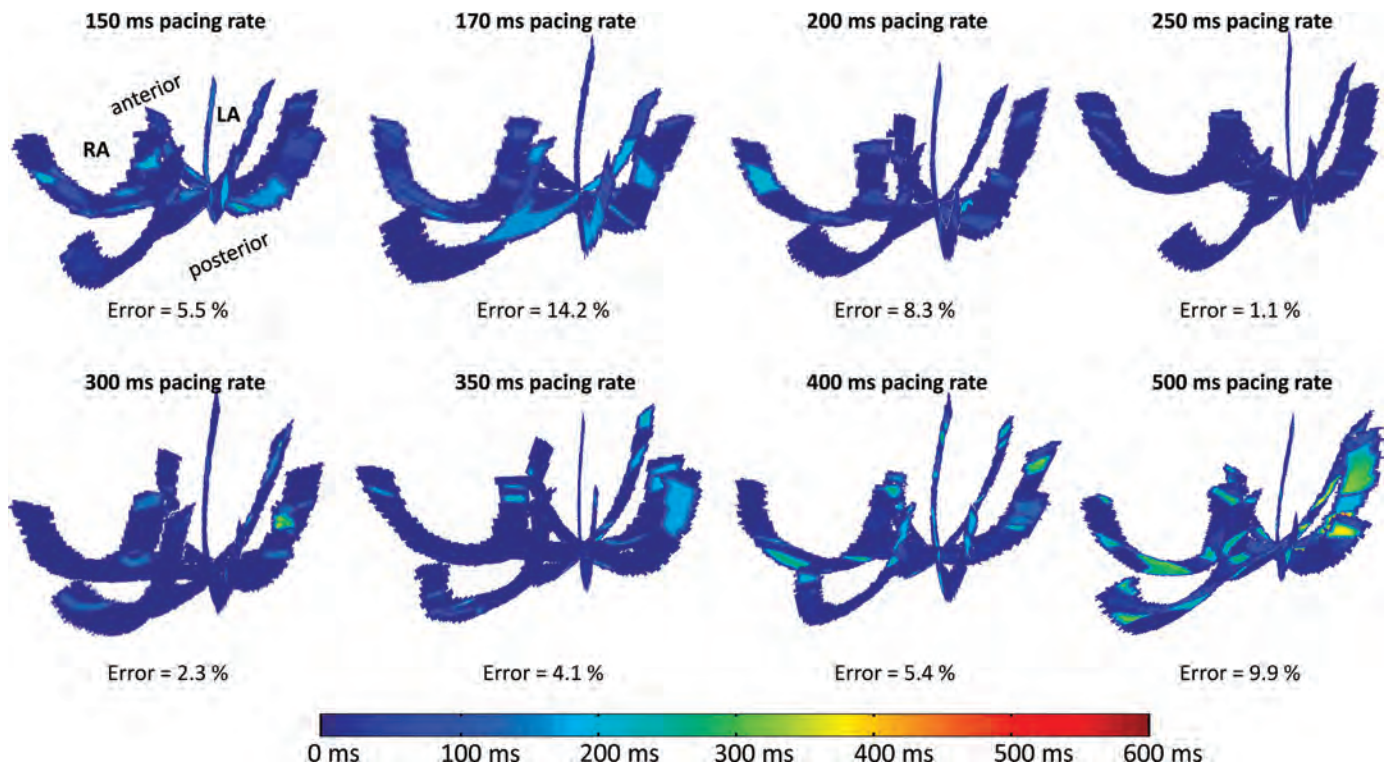 150 ms pacing rate
170 ms pacing rate
200 ms pacing rate
250 ms pacing rate
anterior
LA
RA
posterior
Error = 5.5 %
Error = 14.2 %
Error = 8.3 %
Error = 1.1 %
300 ms pacing rate
350 ms pacing rate
400 ms pacing rate
500 ms pacing rate
Error = 2.3 %
Error = 4.1 %
Error = 5.4 %
Error = 9.9 %
0 ms
100 ms
200 ms
300 ms
400 ms
500 ms
600 ms